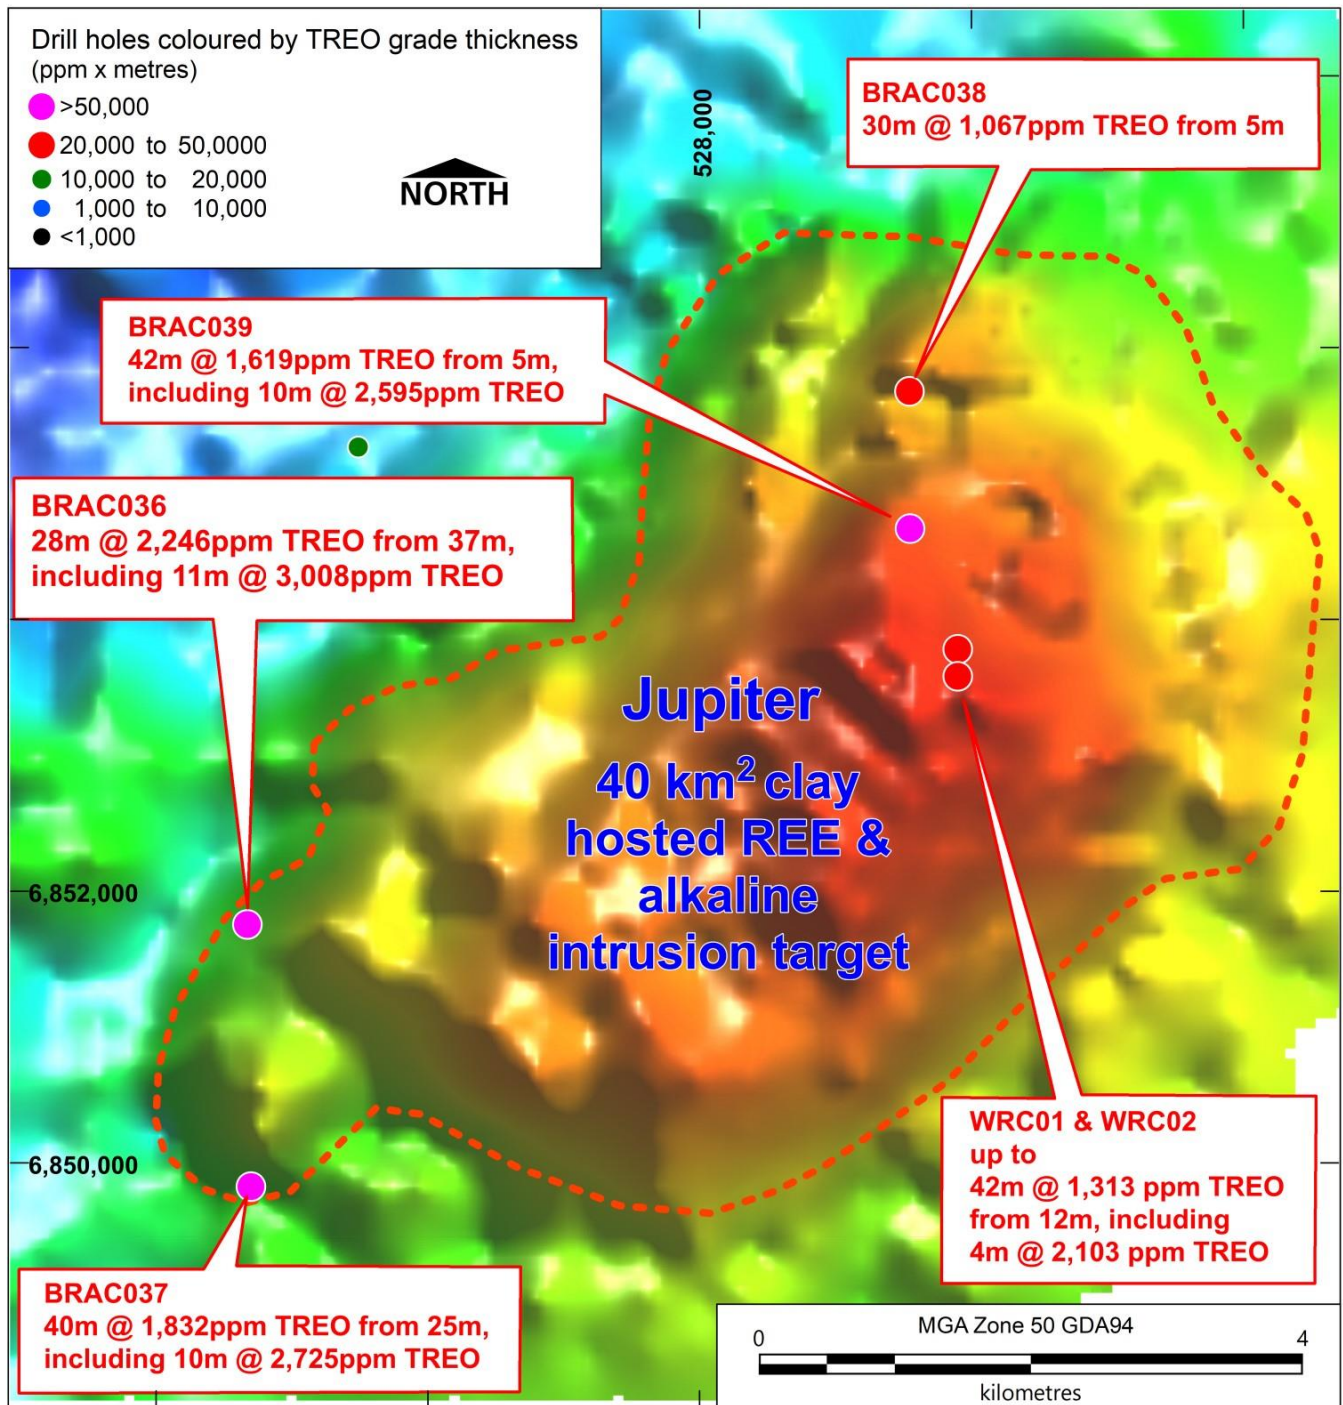 Drill holes coloured by TREO grade thickness
(ppm x metres)
>50,000
20,000 to 50,0000
10,000 to 20,000
1,000 to 10,000
<1,000
NORTH
528,000
BRAC038
30m @ 1,067ppm TREO from 5m
BRAC039
42m @ 1,619ppm TREO from 5m,
including 10m @ 2,595ppm TREO
BRAC036
28m @ 2,246ppm TREO from 37m,
including 11m @ 3,008ppm TREO
Jupiter
40 km² clay
hosted REE &
alkaline
intrusion target
6,852,000
6,850,000
WRC01 & WRC02
up to
42m @ 1,313 ppm TREO
from 12m, including
4m @ 2,103 ppm TREO
BRAC037
40m @ 1,832ppm TREO from 25m,
including 10m @ 2,725ppm TREO
MGA Zone 50 GDA94
0 4
kilometres